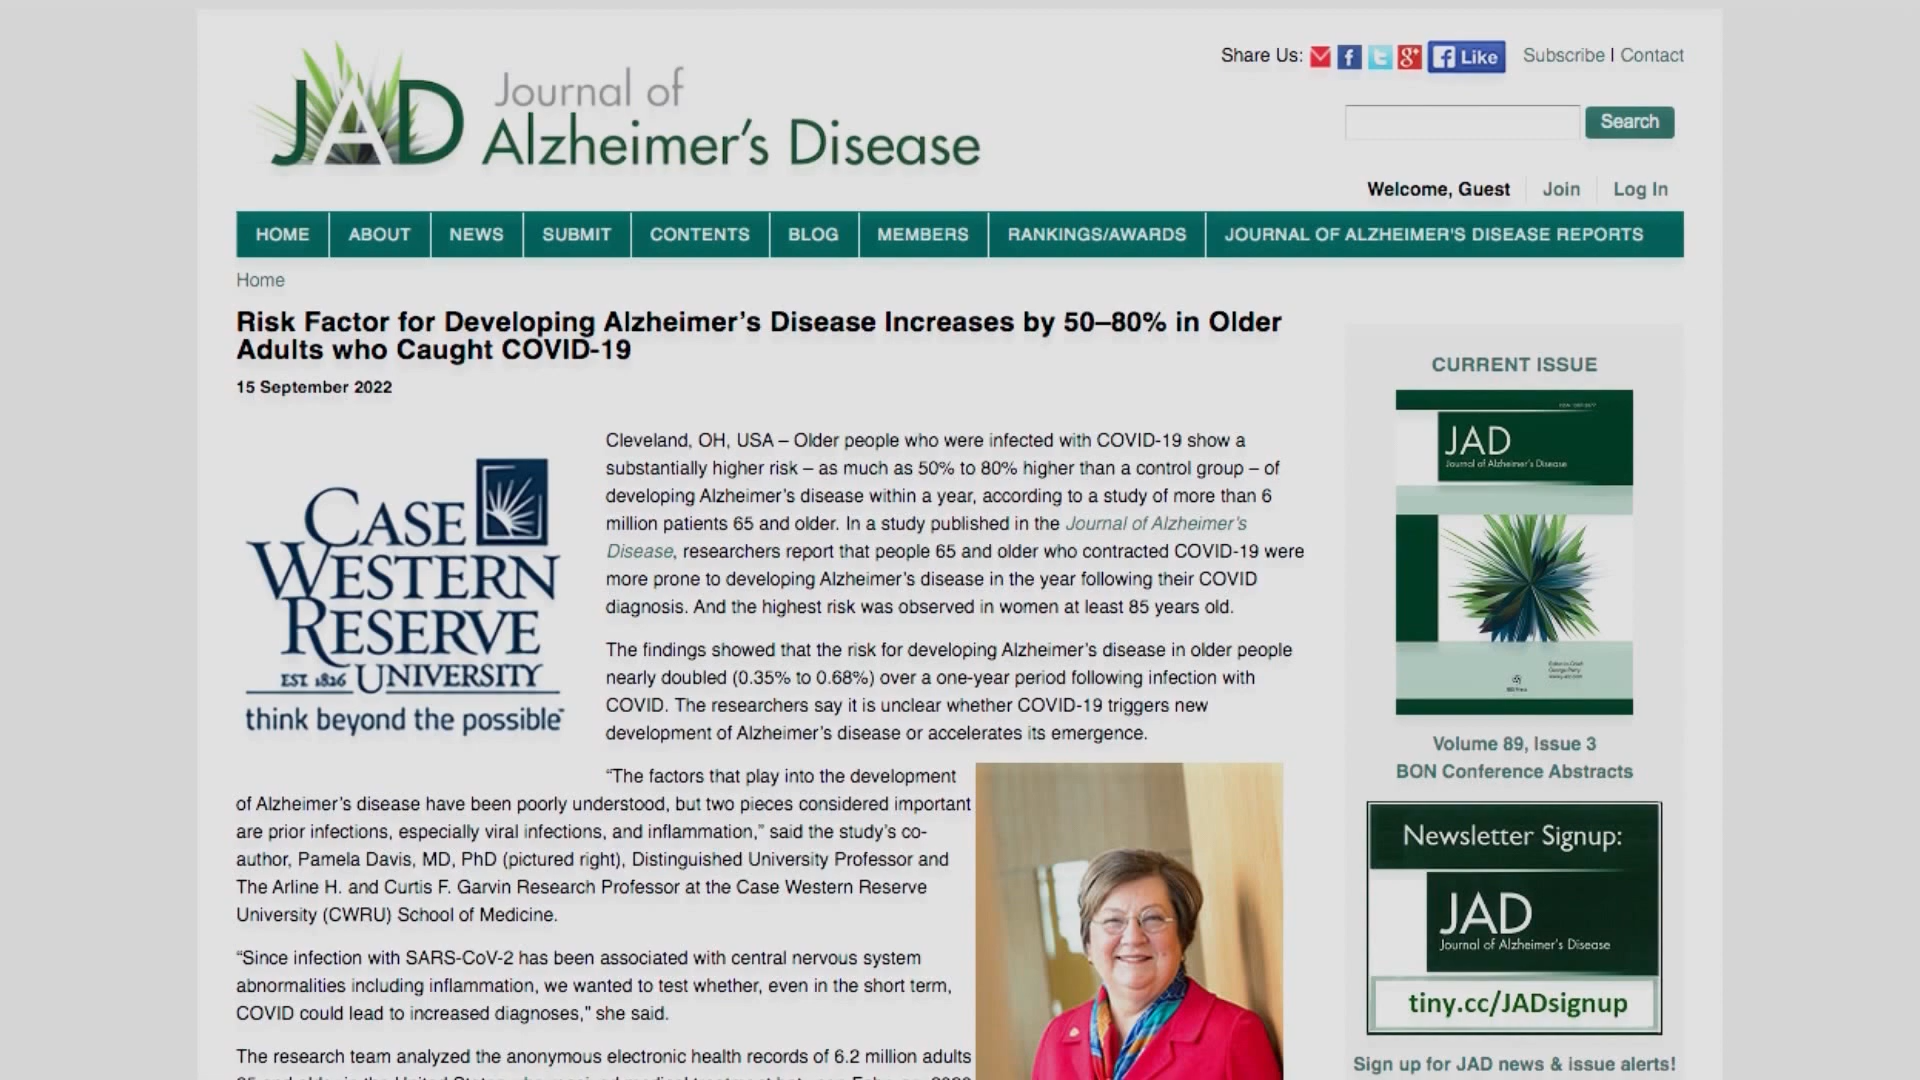 Share Us:
Like
Subscribe | Contact
JAD
Journal of
Alzheimer's Disease
Search
Welcome, Guest
Join
Log In
HOME
ABOUT
NEWS
SUBMIT
CONTENTS
BLOG
MEMBERS
RANKINGS/AWARDS
JOURNAL OF ALZHEIMER'S DISEASE REPORTS
Home
Risk Factor for Developing Alzheimer's Disease Increases by 50–80% in Older
Adults who Caught COVID-19
15 September 2022
CASE
WESTERN
RESERVE
EST. 1826 UNIVERSITY
think beyond the possible
Cleveland, OH, USA – Older people who were infected with COVID-19 show a
substantially higher risk – as much as 50% to 80% higher than a control group – of
developing Alzheimer's disease within a year, according to a study of more than 6
million patients 65 and older. In a study published in the Journal of Alzheimer's
Disease, researchers report that people 65 and older who contracted COVID-19 were
more prone to developing Alzheimer's disease in the year following their COVID
diagnosis. And the highest risk was observed in women at least 85 years old.
The findings showed that the risk for developing Alzheimer's disease in older people
nearly doubled (0.35% to 0.68%) over a one-year period following infection with
COVID. The researchers say it is unclear whether COVID-19 triggers new
development of Alzheimer's disease or accelerates its emergence.
“The factors that play into the development
of Alzheimer's disease have been poorly understood, but two pieces considered important
are prior infections, especially viral infections, and inflammation,” said the study's co-
author, Pamela Davis, MD, PhD (pictured right), Distinguished University Professor and
The Arline H. and Curtis F. Garvin Research Professor at the Case Western Reserve
University (CWRU) School of Medicine.
“Since infection with SARS-CoV-2 has been associated with central nervous system
abnormalities including inflammation, we wanted to test whether, even in the short term,
COVID could lead to increased diagnoses,” she said.
The research team analyzed the anonymous electronic health records of 6.2 million adults
CURRENT ISSUE
JAD
Journal of Alzheimer's Disease
Volume 89, Issue 3
BON Conference Abstracts
Newsletter Signup:
JAD
Journal of Alzheimer's Disease
tiny.cc/JADsignup
Sign up for JAD news & issue alerts!